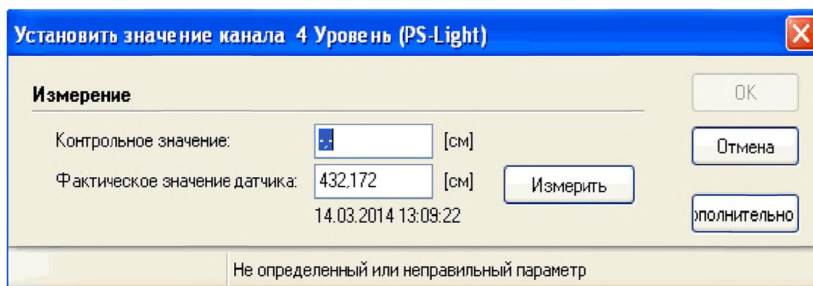 Установить значение канала 4 Уровень (PS-Light)
Измерение
OK
Контрольное значение: -,- [см]
Отмена
Фактическое значение датчика: 432,172 [см] Измерить
14.03.2014 13:09:22
ополнительно
Не определенный или неправильный параметр